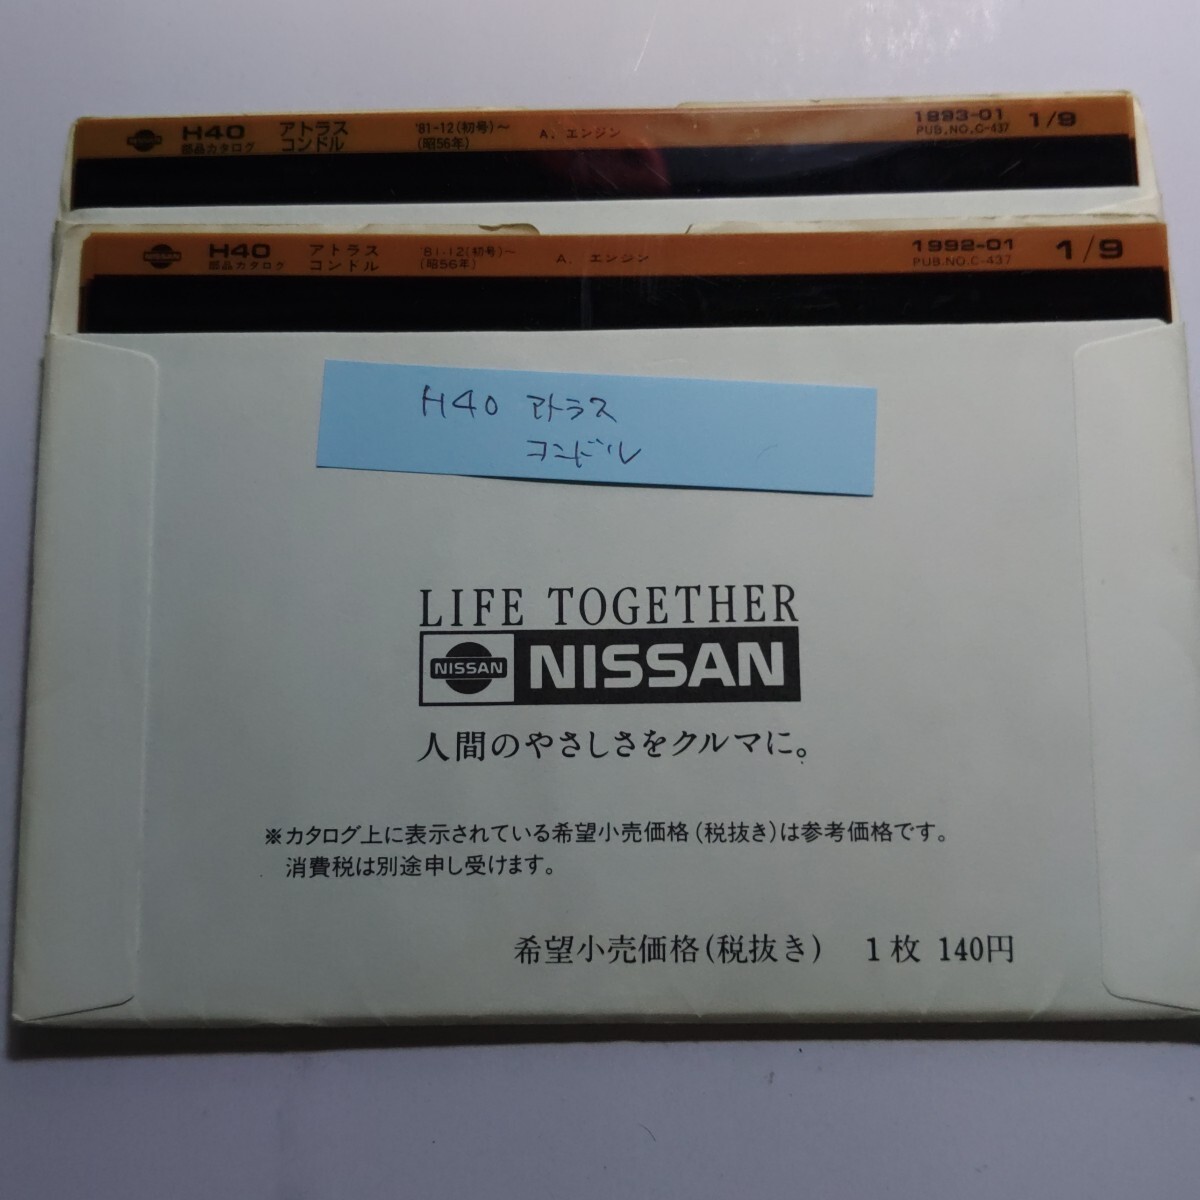 H40 アトラス '81-12(初号)～ A. エンジン 1993-01 1/9
部品カタログ コンドル (昭56年) PUB.NO.C-437
NISSAN H40 アトラス '81-12(初号)～ A. エンジン 1992-01 1/9
部品カタログ コンドル (昭56年) PUB.NO.C-437
H40 アトラス
コンドル
LIFE TOGETHER
NISSAN NISSAN
人間のやさしさをクルマに。
※カタログ上に表示されている希望小売価格(税抜き)は参考価格です。
消費税は別途申し受けます。
希望小売価格(税抜き) 1枚 140円